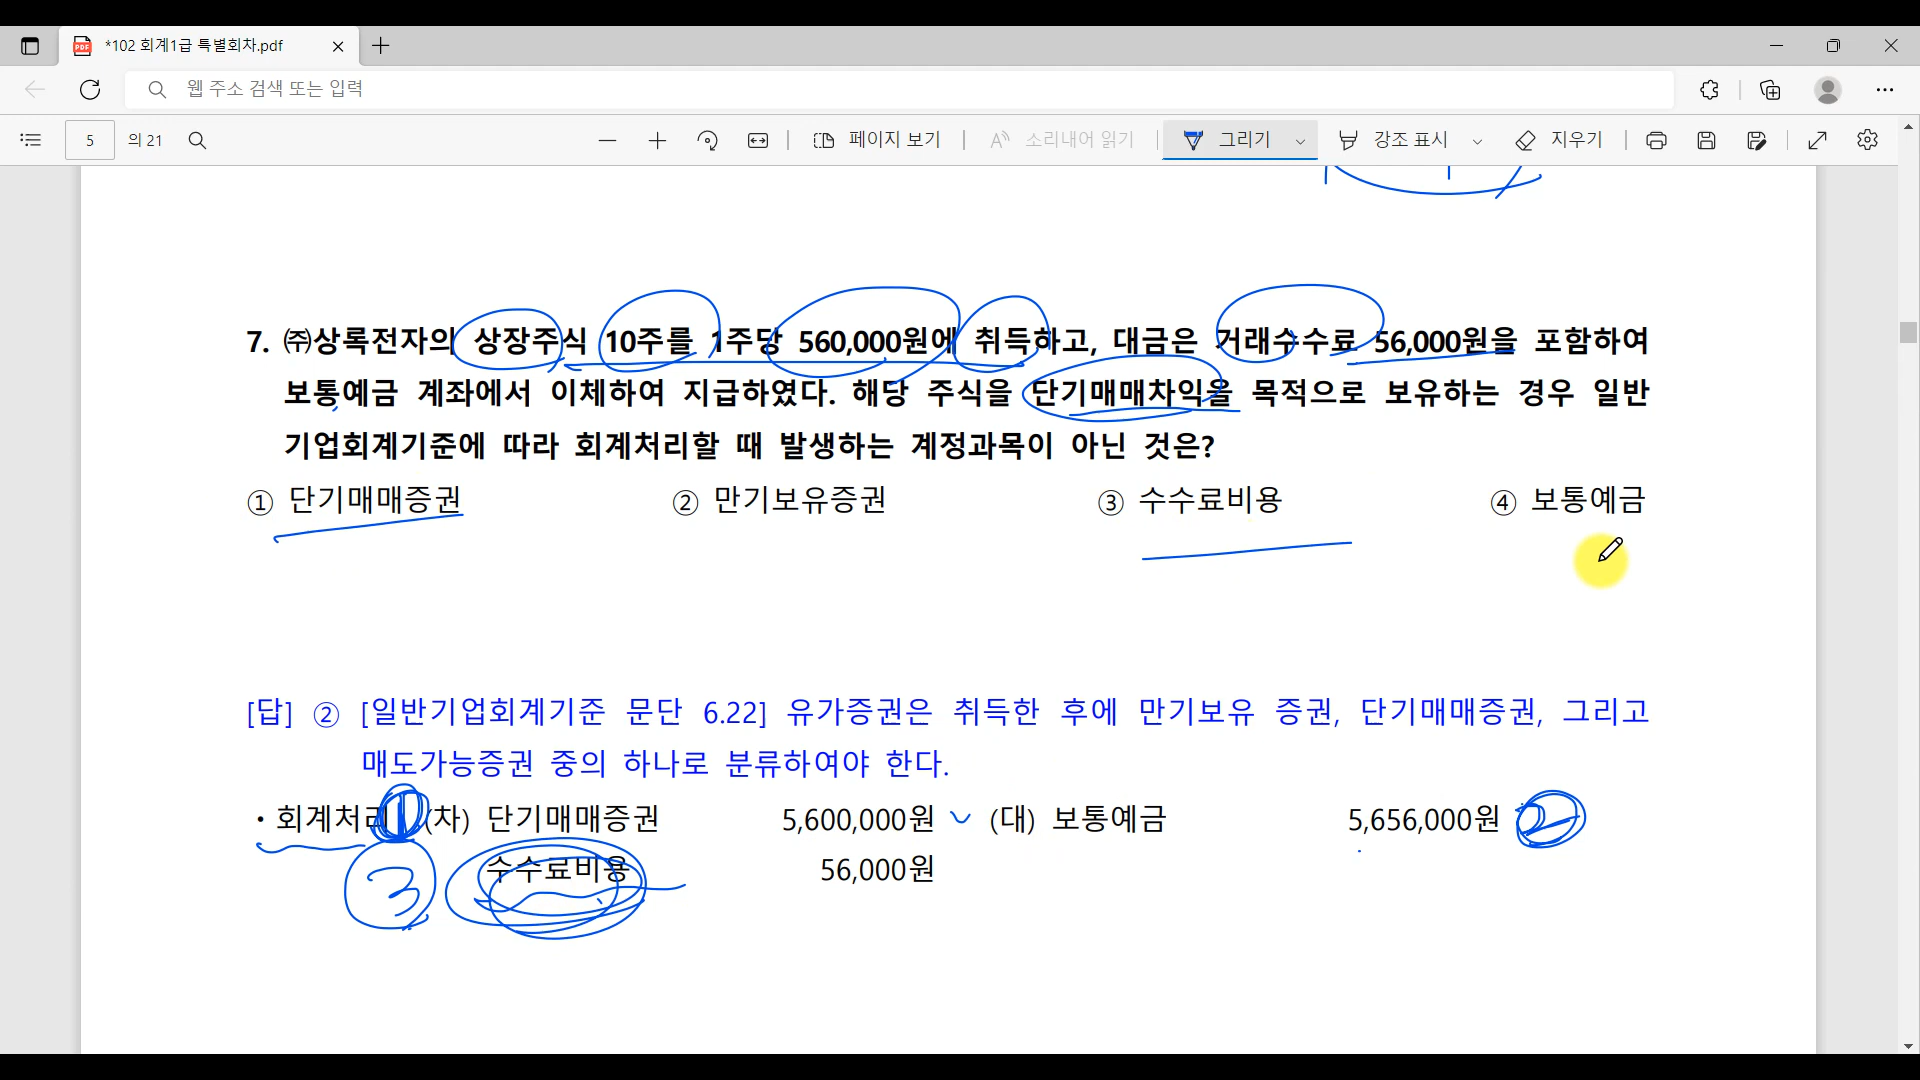 *102 회계1급 특별회차.pdf
웹 주소 검색 또는 입력
5 의 21 페이지 보기 소리내어 읽기 그리기 강조 표시 지우기
7. ㈜상록전자의 상장주식 10주를 1주당 560,000원에 취득하고, 대금은 거래수수료 56,000원을 포함하여
보통예금 계좌에서 이체하여 지급하였다. 해당 주식을 단기매매차익을 목적으로 보유하는 경우 일반
기업회계기준에 따라 회계처리할 때 발생하는 계정과목이 아닌 것은?
① 단기매매증권 ② 만기보유증권 ③ 수수료비용 ④ 보통예금
[답] ② [일반기업회계기준 문단 6.22] 유가증권은 취득한 후에 만기보유 증권, 단기매매증권, 그리고
매도가능증권 중의 하나로 분류하여야 한다.
・회계처리 1 (차) 단기매매증권 5,600,000원 (대) 보통예금 5,656,000원 2
3 수수료비용 56,000원